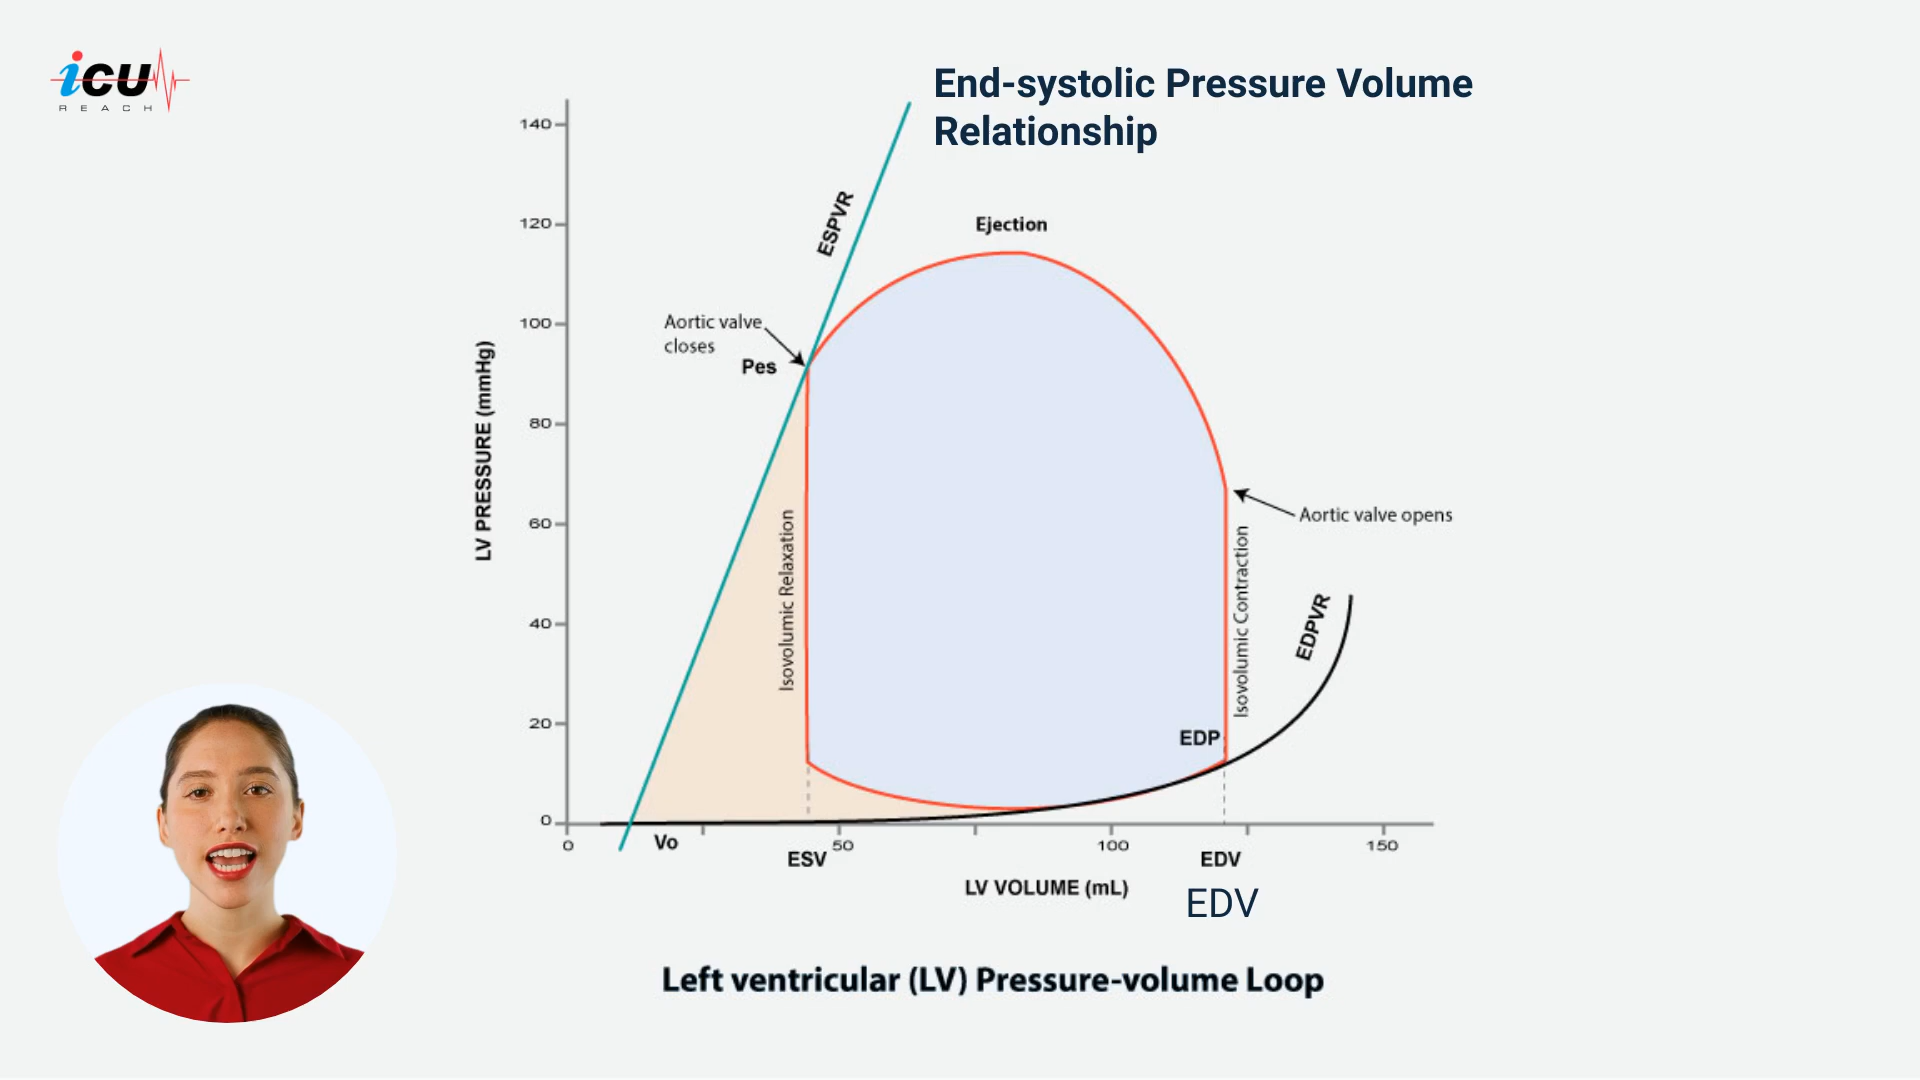 icu
REACH
End-systolic Pressure Volume
Relationship
140
120
100
80
60
40
20
0
LV PRESSURE (mmHg)
ESPVR
Ejection
Aortic valve
closes
Pes
Isovolumic Relaxation
Isovolumic Contraction
Aortic valve opens
EDPVR
EDP
0
Vo
50
100
150
ESV
EDV
LV VOLUME (mL)
EDV
Left ventricular (LV) Pressure-volume Loop